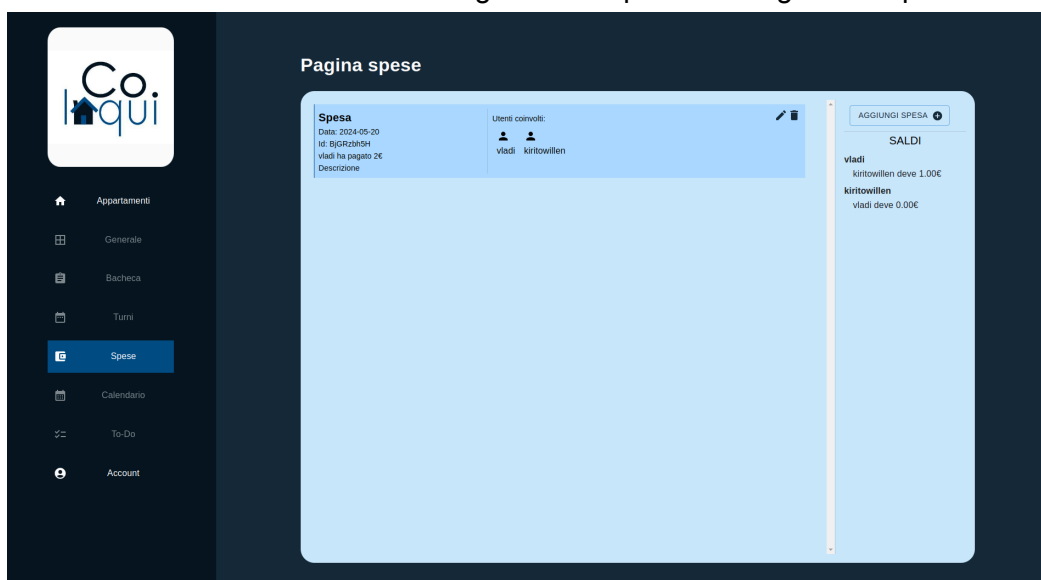 Co.
Inqui
Appartamenti
Generale
Bacheca
Turni
Spese
Calendario
To-Do
Account
Pagina spese
Spesa
Data: 2024-05-20
Id: BjGRzbh5H
vladi ha pagato 2€
Descrizione
Utenti coinvolti:
vladi kiritowillen
AGGIUNGI SPESA
SALDI
vladi
kiritowillen deve 1.00€
kiritowillen
vladi deve 0.00€